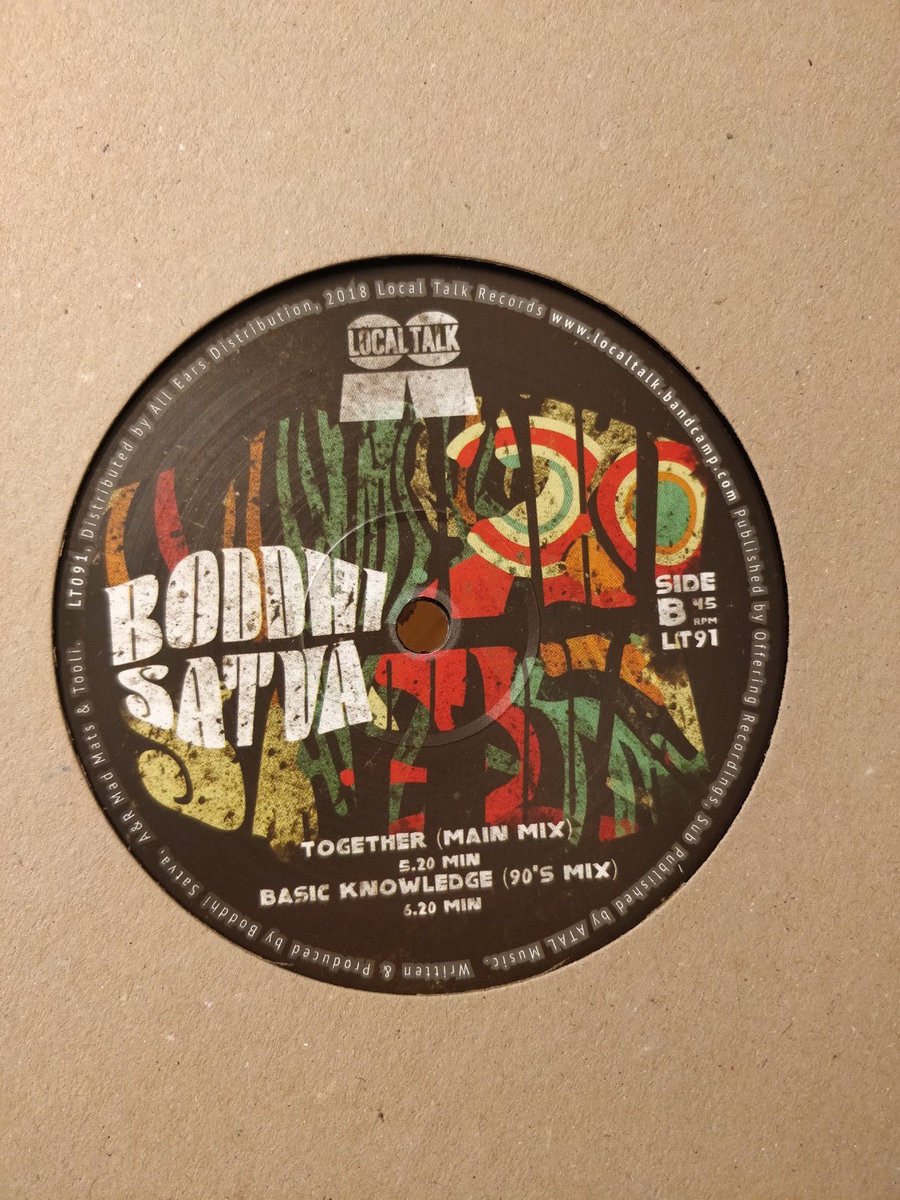 LT091, Distributed by All Ears Distribution, 2018 Local Talk Records www.localtalk.bandcamp.com Published by Offering Recordings, Sub Published by ATAL Music, Written & Produced by Boddhi Satva, A&R Mad Mats & Tooli.
LOCAL TALK
BODDHI
SATVA
SIDE
B 45
RPM
LT91
TOGETHER (MAIN MIX)
5.20 MIN
BASIC KNOWLEDGE (90'S MIX)
6.20 MIN